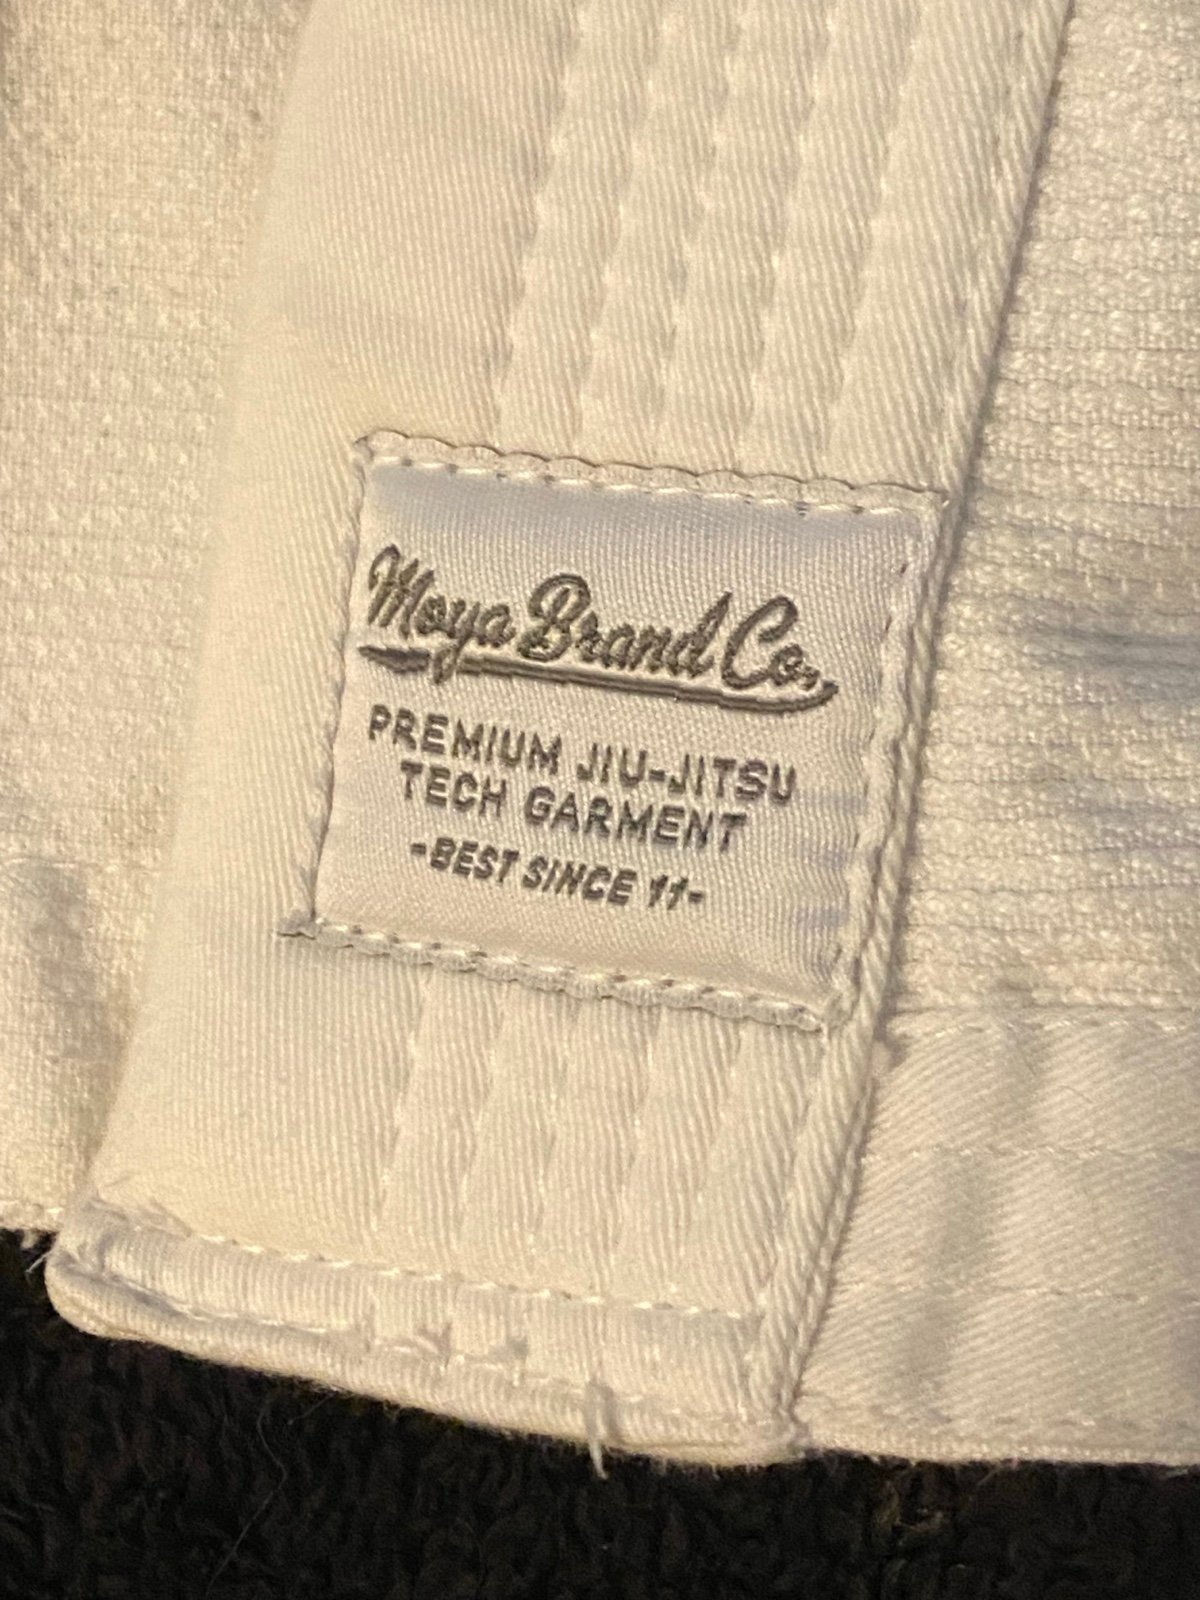 Moya Brand Co.
PREMIUM JIU-JITSU
TECH GARMENT
-BEST SINCE 11-